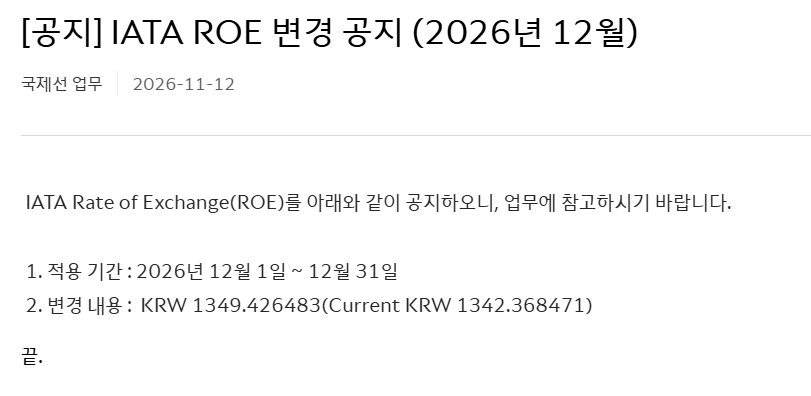 [공지] IATA ROE 변경 공지 (2026년 12월)
국제선 업무 2026-11-12
IATA Rate of Exchange(ROE)를 아래와 같이 공지하오니, 업무에 참고하시기 바랍니다.
1. 적용 기간 : 2026년 12월 1일 ~ 12월 31일
2. 변경 내용 : KRW 1349.426483(Current KRW 1342.368471)
끝.